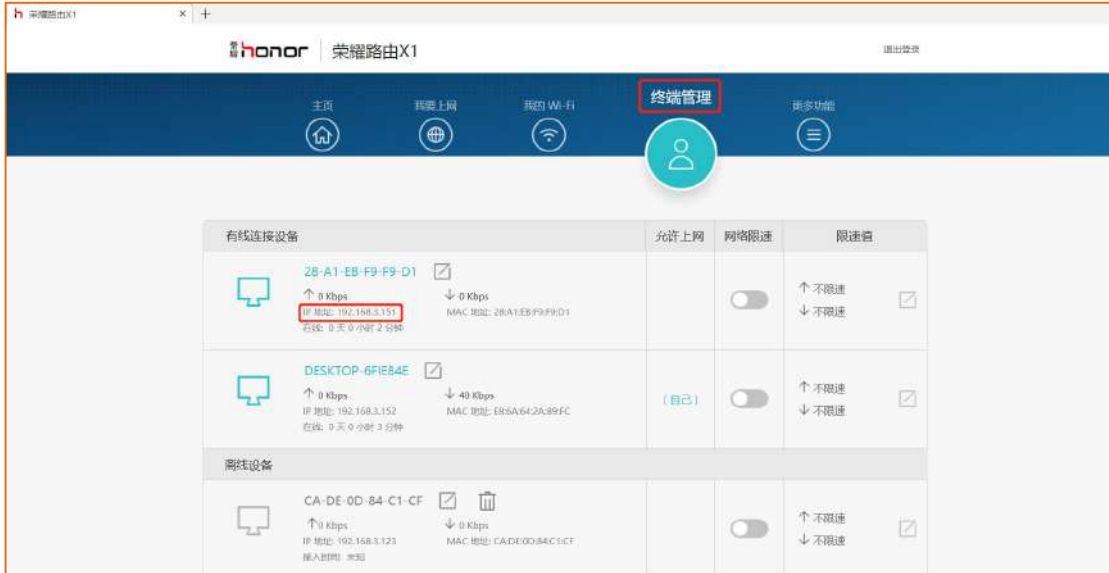 荣耀路由X1
荣耀 honor 荣耀路由X1 退出登录
主页 我要上网 我的 Wi-Fi 终端管理 更多功能
有线连接设备 允许上网 网络限速 限速值
28-A1-EB-F9-F9-D1
↑ 0 Kbps ↓ 0 Kbps ↑ 不限速
IP 地址: 192.168.3.151 MAC 地址: 28:A1:EB:F9:F9:D1 ↓ 不限速
在线: 0 天 0 小时 2 分钟
DESKTOP-6FIE84E
↑ 0 Kbps ↓ 40 Kbps (自己) ↑ 不限速
IP 地址: 192.168.3.152 MAC 地址: E8:6A:64:2A:89:FC ↓ 不限速
在线: 0 天 0 小时 3 分钟
离线设备
CA-DE-0D-84-C1-CF
↑0 Kbps ↓ 0 Kbps ↑ 不限速
IP 地址: 192.168.3.123 MAC 地址: CA:DE:0D:84:C1:CF ↓ 不限速
接入时间: 未知